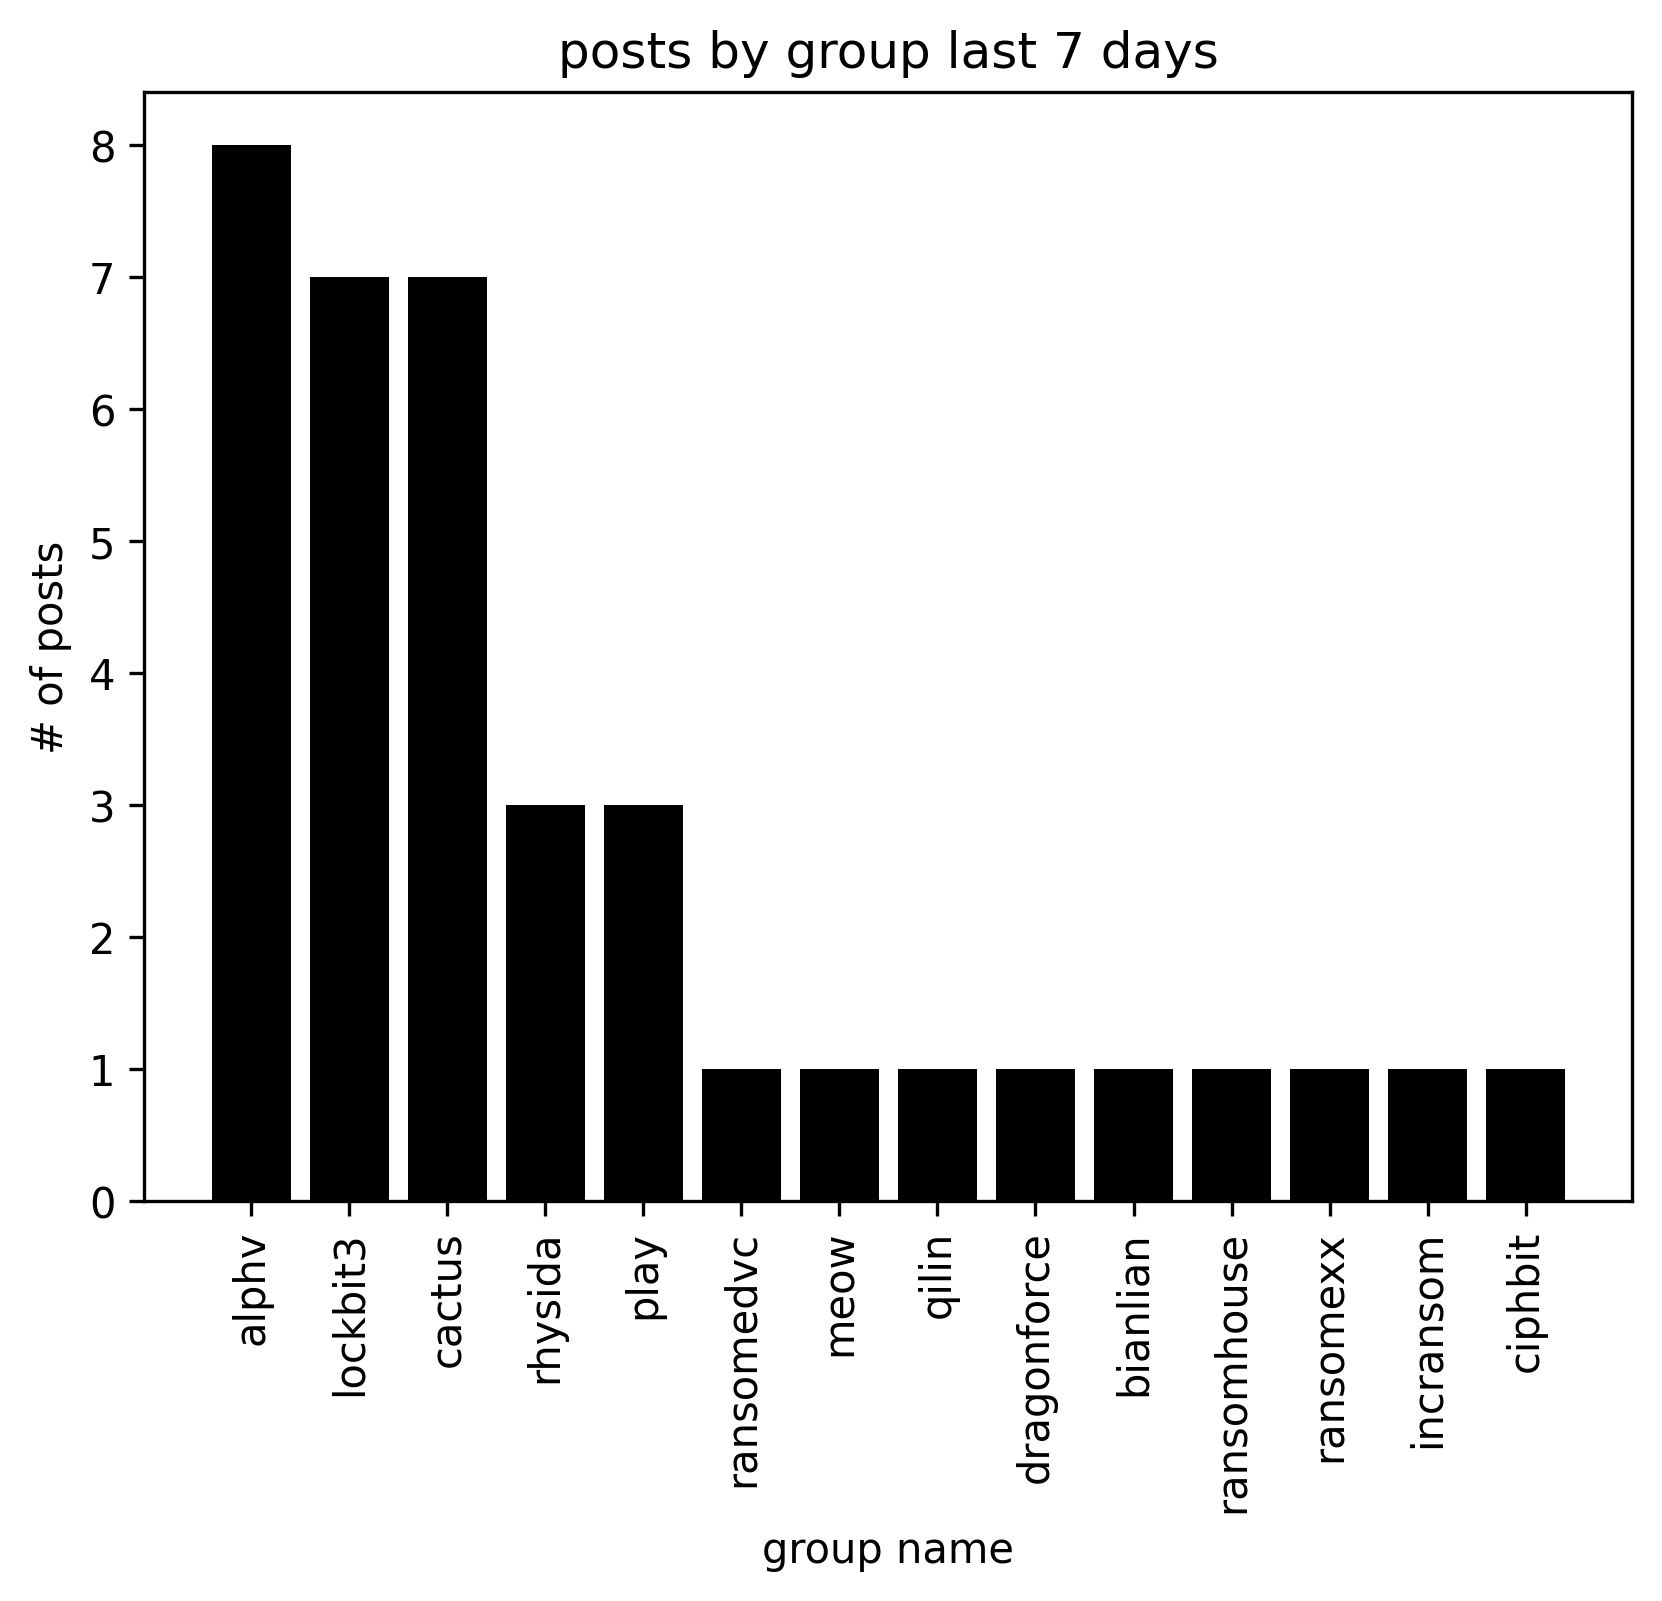 posts by group last 7 days
8
7
6
5
4
3
2
1
0
# of posts
alphv
lockbit3
cactus
rhysida
play
ransomedvc
meow
qilin
dragonforce
bianlian
ransomhouse
ransomexx
incransom
ciphbit
group name